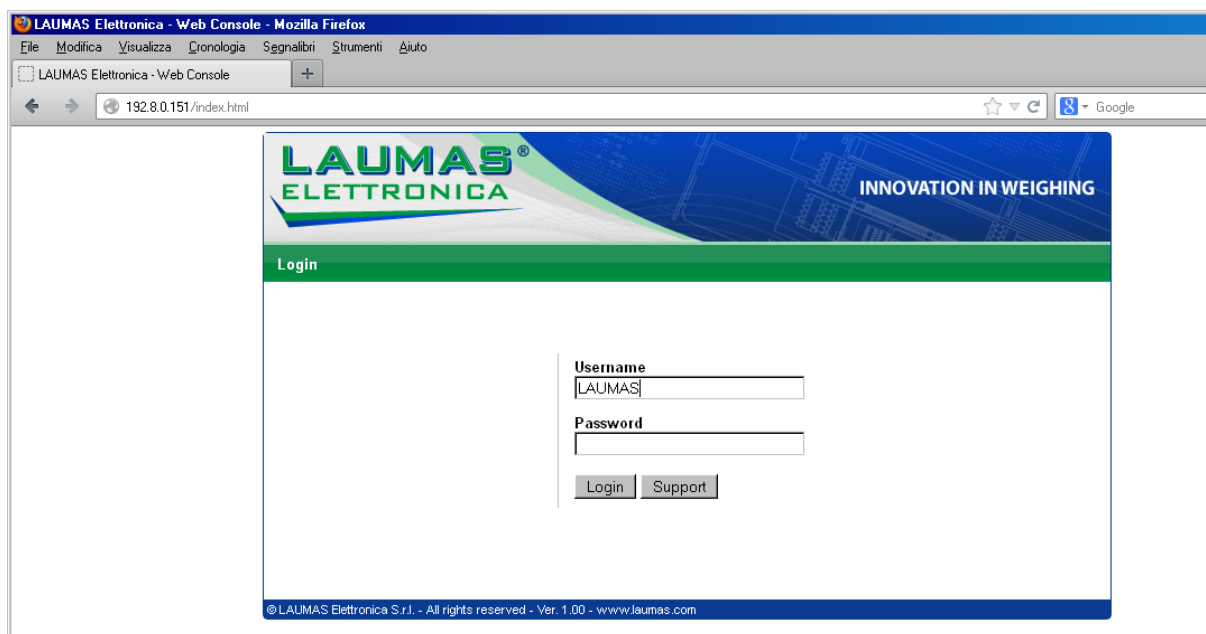 LAUMAS Elettronica - Web Console - Mozilla Firefox
File Modifica Visualizza Cronologia Segnalibri Strumenti Aiuto
LAUMAS Elettronica - Web Console +
192.8.0.151/index.html
8 Google
LAUMAS®
ELETTRONICA
INNOVATION IN WEIGHING
Login
Username
LAUMAS
Password
Login Support
© LAUMAS Elettronica S.r.l. - All rights reserved - Ver. 1.00 - www.laumas.com